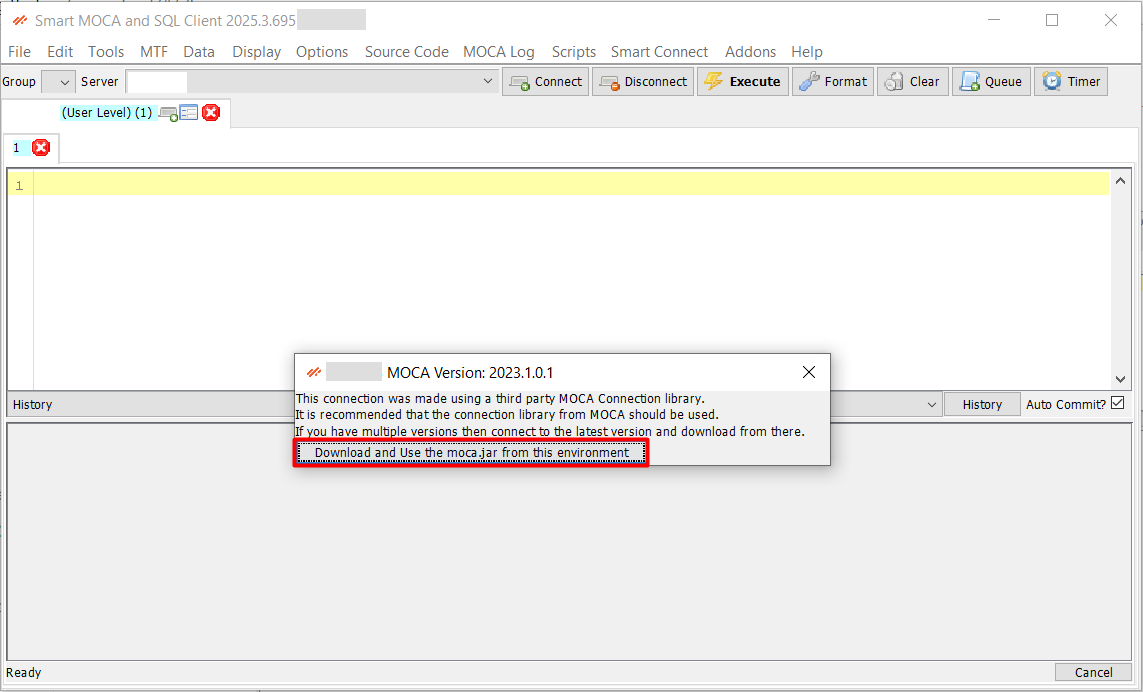 Smart MOCA and SQL Client 2025.3.695
File Edit Tools MTF Data Display Options Source Code MOCA Log Scripts Smart Connect Addons Help
Group Server Connect Disconnect Execute Format Clear Queue Timer
(User Level) (1)
1
1
MOCA Version: 2023.1.0.1
This connection was made using a third party MOCA Connection library.
History History Auto Commit?
It is recommended that the connection library from MOCA should be used.
If you have multiple versions then connect to the latest version and download from there.
Download and Use the moca.jar from this environment
Ready Cancel